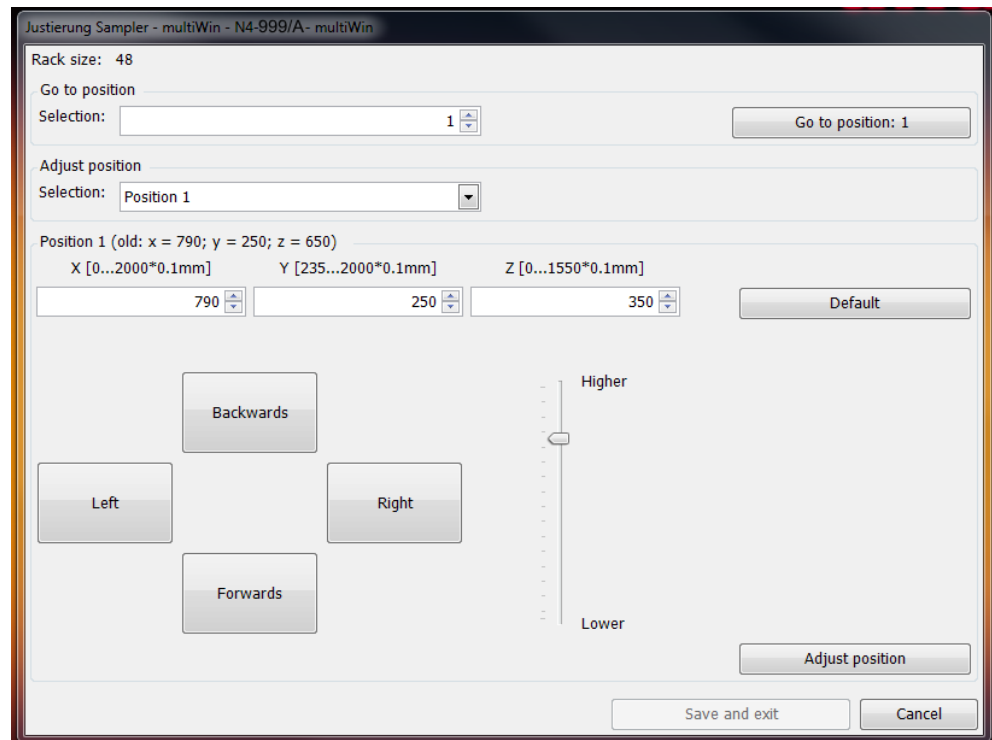 Justierung Sampler - multiWin - N4-999/A- multiWin
Rack size: 48
Go to position
Selection: 1 Go to position: 1
Adjust position
Selection: Position 1
Position 1 (old: x = 790; y = 250; z = 650)
X [0...2000*0.1mm] Y [235...2000*0.1mm] Z [0...1550*0.1mm]
790 250 350 Default
Higher
Backwards
Left Right
Forwards
Lower
Adjust position
Save and exit Cancel